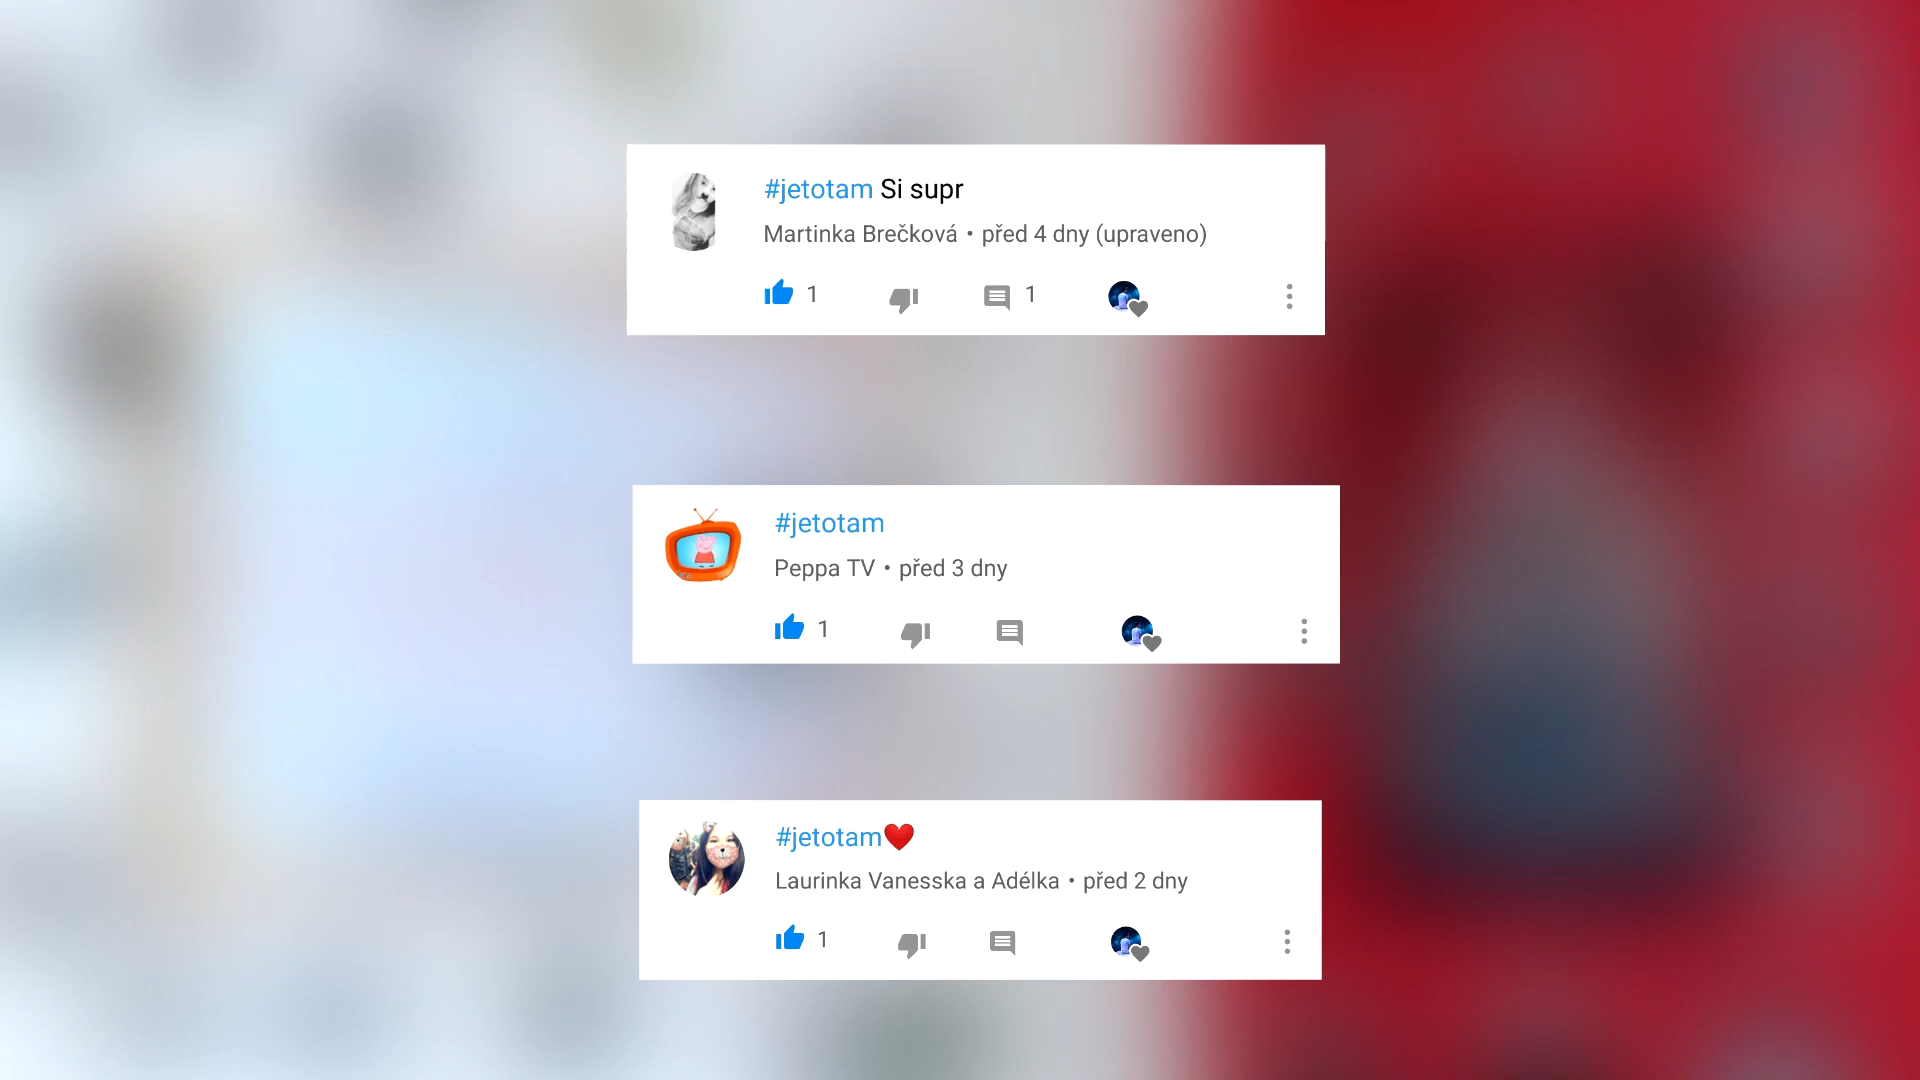 #jetotam Si supr
Martinka Brečková • před 4 dny (upraveno)
1 1
#jetotam
Peppa TV • před 3 dny
1
#jetotam❤️
Laurinka Vanesska a Adélka • před 2 dny
1